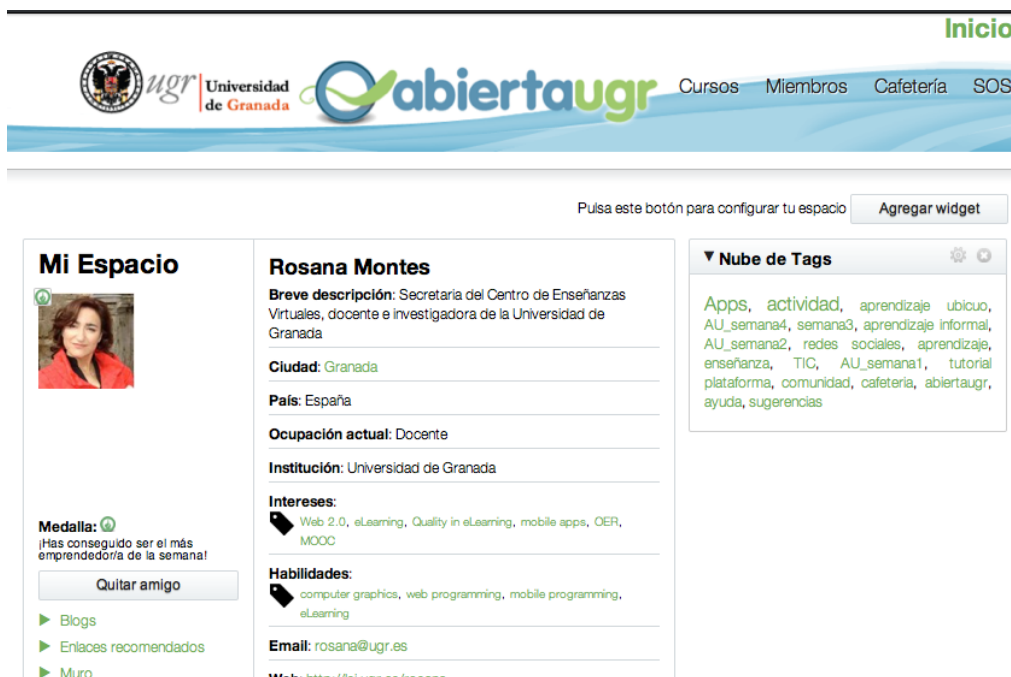 Inicio
ugr Universidad
de Granada
abiertaugr
Cursos Miembros Cafetería SOS
Pulsa este botón para configurar tu espacio Agregar widget
Mi Espacio
Medalla:
¡Has conseguido ser el más
emprendedor/a de la semana!
Quitar amigo
Blogs
Enlaces recomendados
Muro
Rosana Montes
Breve descripción: Secretaria del Centro de Enseñanzas
Virtuales, docente e investigadora de la Universidad de
Granada
Ciudad: Granada
País: España
Ocupación actual: Docente
Institución: Universidad de Granada
Intereses:
Web 2.0, eLearning, Quality in eLearning, mobile apps, OER,
MOOC
Habilidades:
computer graphics, web programming, mobile programming,
eLearning
Email: rosana@ugr.es
Web:
Nube de Tags
Apps, actividad, aprendizaje ubicuo,
AU_semana4, semana3, aprendizaje informal,
AU_semana2, redes sociales, aprendizaje,
enseñanza, TIC, AU_semana1, tutorial
plataforma, comunidad, cafeteria, abiertaugr,
ayuda, sugerencias